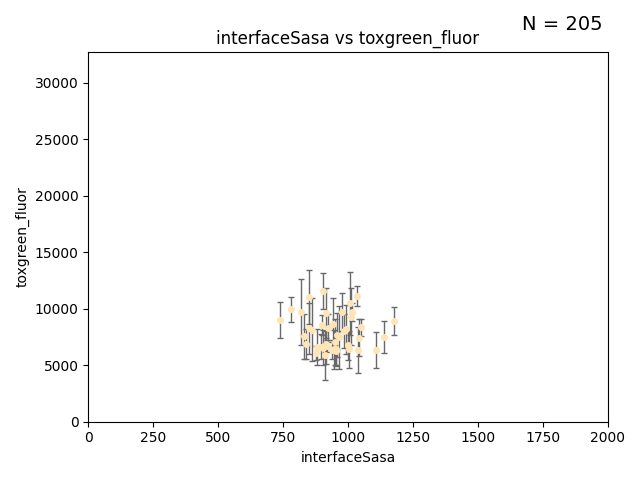 N = 205
interfaceSasa vs toxgreen_fluor
30000
25000
20000
15000
10000
5000
0
toxgreen_fluor
0 250 500 750 1000 1250 1500 1750 2000
interfaceSasa